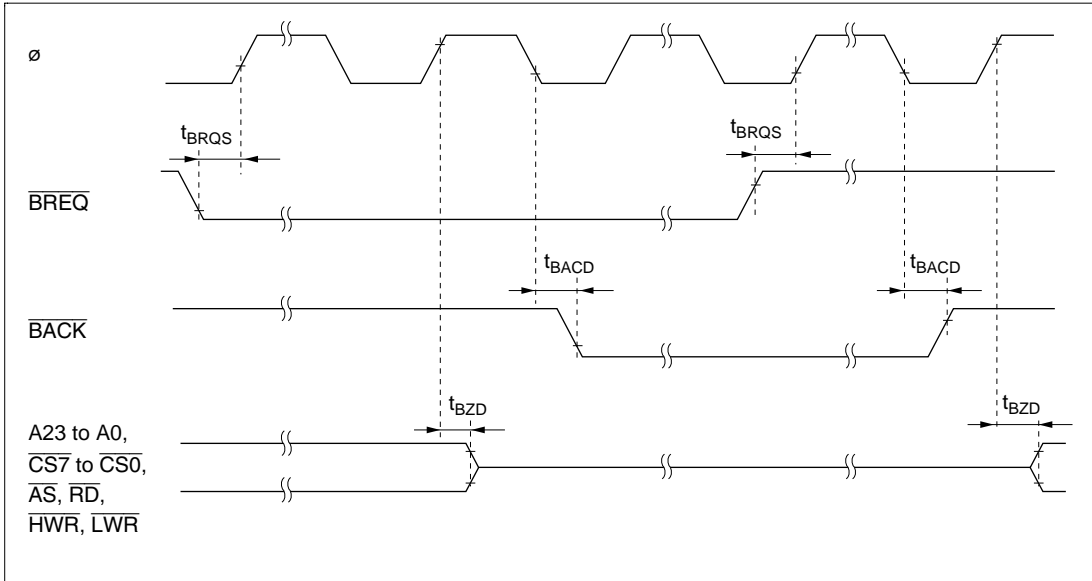 ø
tBRQS
tBRQS
BREQ
tBACD
tBACD
BACK
tBZD
tBZD
A23 to A0,
CS7 to CS0,
AS, RD,
HWR, LWR